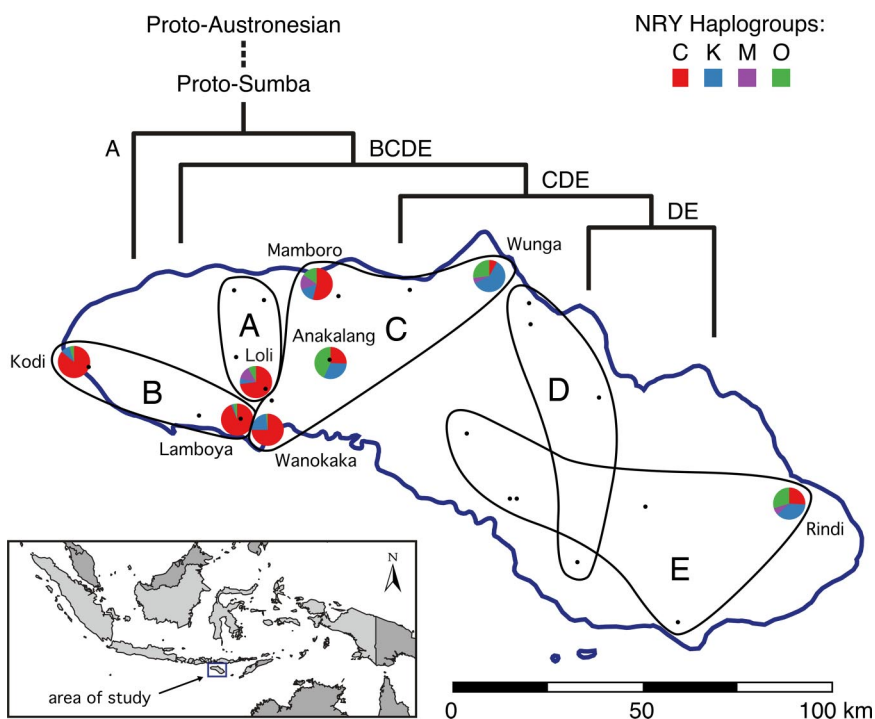 Proto-Austronesian
Proto-Sumba
NRY Haplogroups:
C K M O
A
BCDE
CDE
DE
Mamboro
Wunga
A
Anakalang
C
Kodi
Loli
B
D
Lamboya
Wanokaka
Rindi
E
N
area of study
0 50 100 km